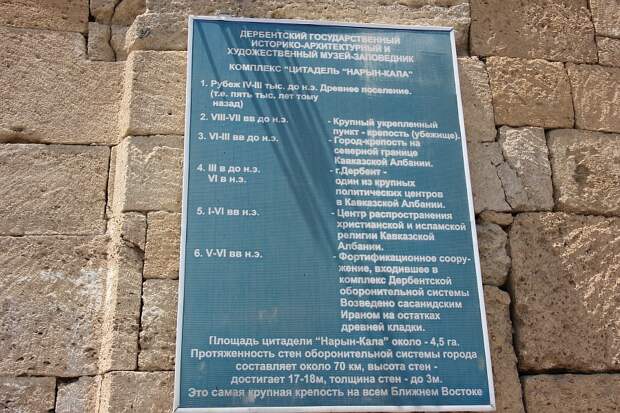 ДЕРБЕНТСКИЙ ГОСУДАРСТВЕННЫЙ
ИСТОРИКО-АРХИТЕКТУРНЫЙ И
ХУДОЖЕСТВЕННЫЙ МУЗЕЙ-ЗАПОВЕДНИК
КОМПЛЕКС "ЦИТАДЕЛЬ "НАРЫН-КАЛА"
1. Рубеж IV-III тыс. до н.э. Древнее поселение.
(т.е. пять тыс. лет тому
назад)
2. VIII-VII вв до н.э. - Крупный укрепленный
пункт - крепость (убежище).
3. VI-III вв до н.э. - Город-крепость на
северной границе
Кавказской Албании.
4. III в до н.э. - г.Дербент -
VI в н.э. один из крупных
политических центров
в Кавказской Албании.
5. I-VI вв н.э. - Центр распространения
христианской и исламской
религии Кавказской
Албании.
6. V-VI вв н.э. - Фортификационное соору-
жение, входившее в
комплекс Дербентской
оборонительной системы
Возведено сасанидским
Ираном на остатках
древней кладки.
Площадь цитадели "Нарын-Кала" около - 4,5 га.
Протяженность стен оборонительной системы города
составляет около 70 км, высота стен -
достигает 17-18м, толщина стен - до 3м.
Это самая крупная крепость на всем Ближнем Востоке